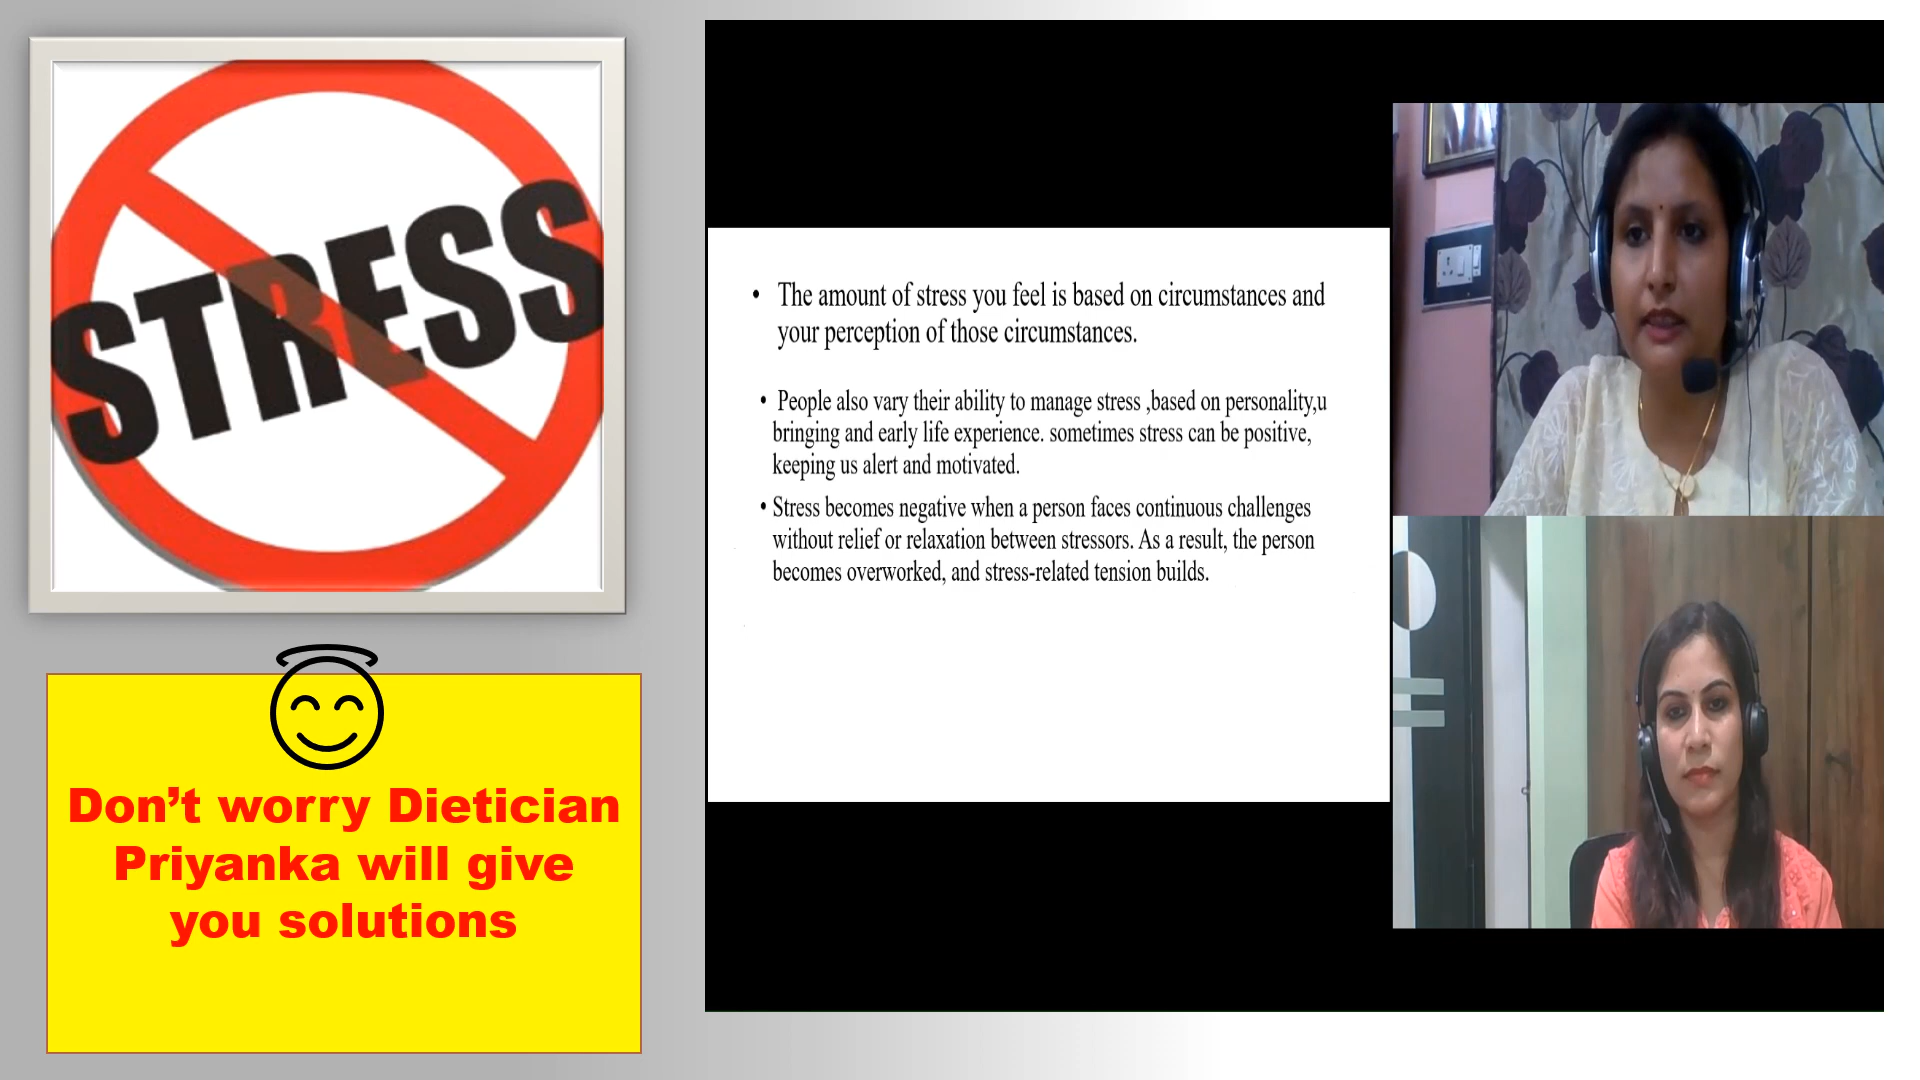 STRESS
Don’t worry Dietician
Priyanka will give
you solutions
• The amount of stress you feel is based on circumstances and
your perception of those circumstances.
• People also vary their ability to manage stress ,based on personality,u
bringing and early life experience. sometimes stress can be positive,
keeping us alert and motivated.
• Stress becomes negative when a person faces continuous challenges
without relief or relaxation between stressors. As a result, the person
becomes overworked, and stress-related tension builds.